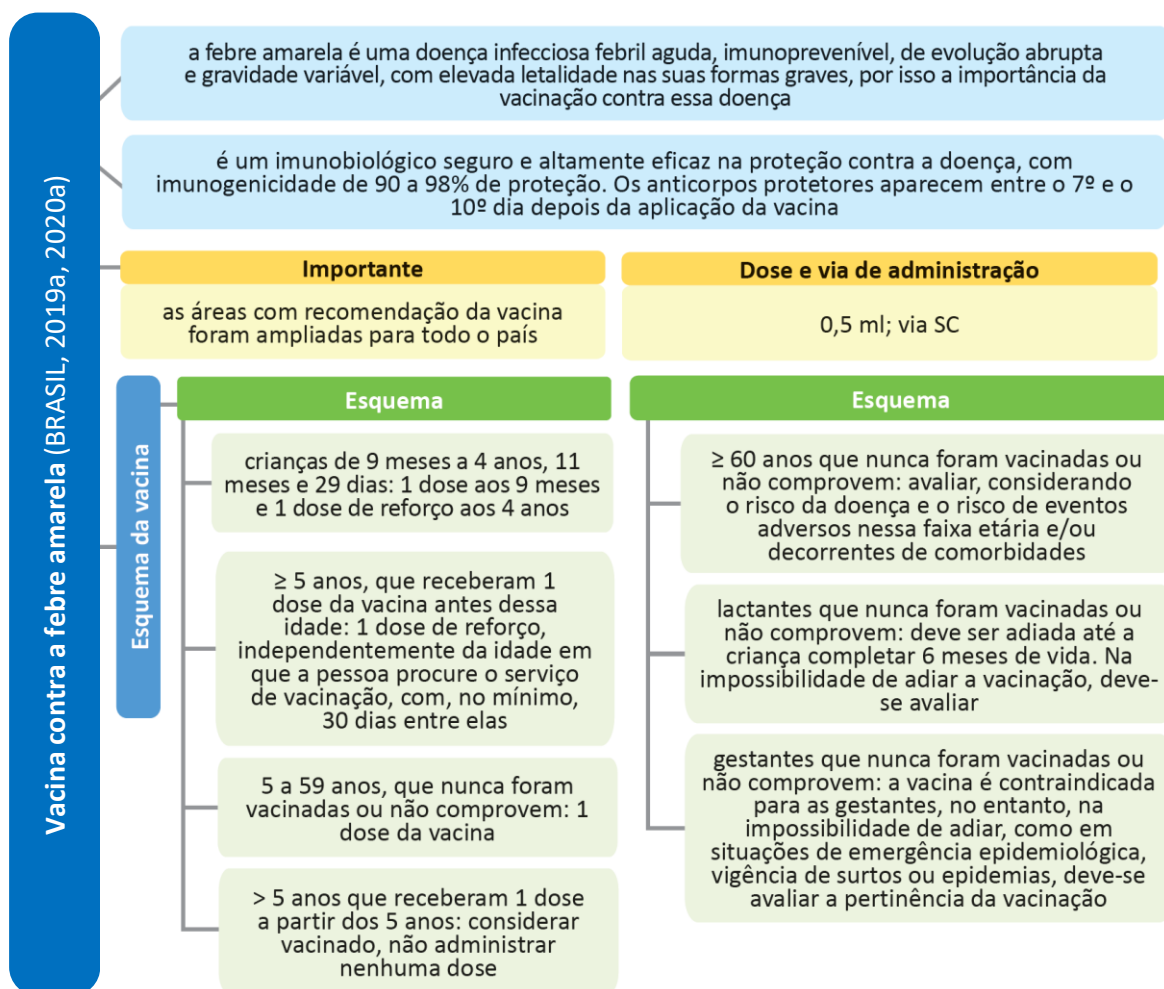 Vacina contra a febre amarela (BRASIL, 2019a, 2020a)
a febre amarela é uma doença infecciosa febril aguda, imunoprevenível, de evolução abrupta
e gravidade variável, com elevada letalidade nas suas formas graves, por isso a importância da
vacinação contra essa doença
é um imunobiológico seguro e altamente eficaz na proteção contra a doença, com
imunogenicidade de 90 a 98% de proteção. Os anticorpos protetores aparecem entre o 7º e o
10º dia depois da aplicação da vacina
Importante
as áreas com recomendação da vacina
foram ampliadas para todo o país
Dose e via de administração
0,5 ml; via SC
Esquema da vacina
Esquema
crianças de 9 meses a 4 anos, 11
meses e 29 dias: 1 dose aos 9 meses
e 1 dose de reforço aos 4 anos
≥ 5 anos, que receberam 1
dose da vacina antes dessa
idade: 1 dose de reforço,
independentemente da idade em
que a pessoa procure o serviço
de vacinação, com, no mínimo,
30 dias entre elas
5 a 59 anos, que nunca foram
vacinadas ou não comprovem: 1
dose da vacina
> 5 anos que receberam 1 dose
a partir dos 5 anos: considerar
vacinado, não administrar
nenhuma dose
Esquema
≥ 60 anos que nunca foram vacinadas ou
não comprovem: avaliar, considerando
o risco da doença e o risco de eventos
adversos nessa faixa etária e/ou
decorrentes de comorbidades
lactantes que nunca foram vacinadas ou
não comprovem: deve ser adiada até a
criança completar 6 meses de vida. Na
impossibilidade de adiar a vacinação, deve-
se avaliar
gestantes que nunca foram vacinadas ou
não comprovem: a vacina é contraindicada
para as gestantes, no entanto, na
impossibilidade de adiar, como em
situações de emergência epidemiológica,
vigência de surtos ou epidemias, deve-se
avaliar a pertinência da vacinação